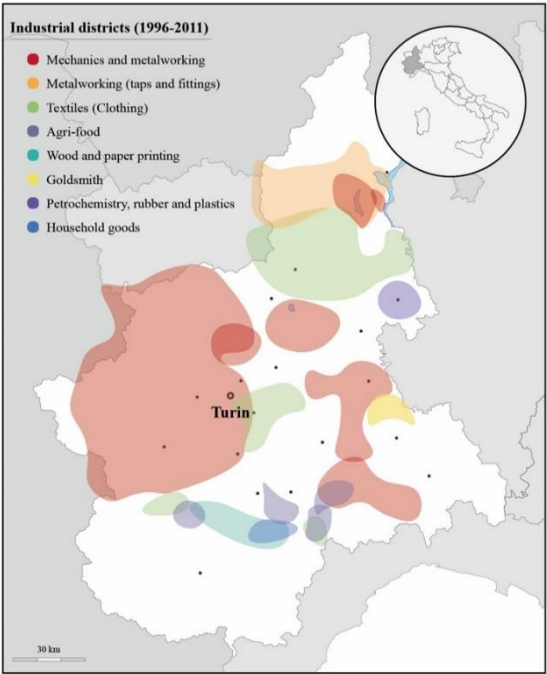 Industrial districts (1996-2011)
Mechanics and metalworking
Metalworking (taps and fittings)
Textiles (Clothing)
Agri-food
Wood and paper printing
Goldsmith
Petrochemistry, rubber and plastics
Household goods
Turin
30 km